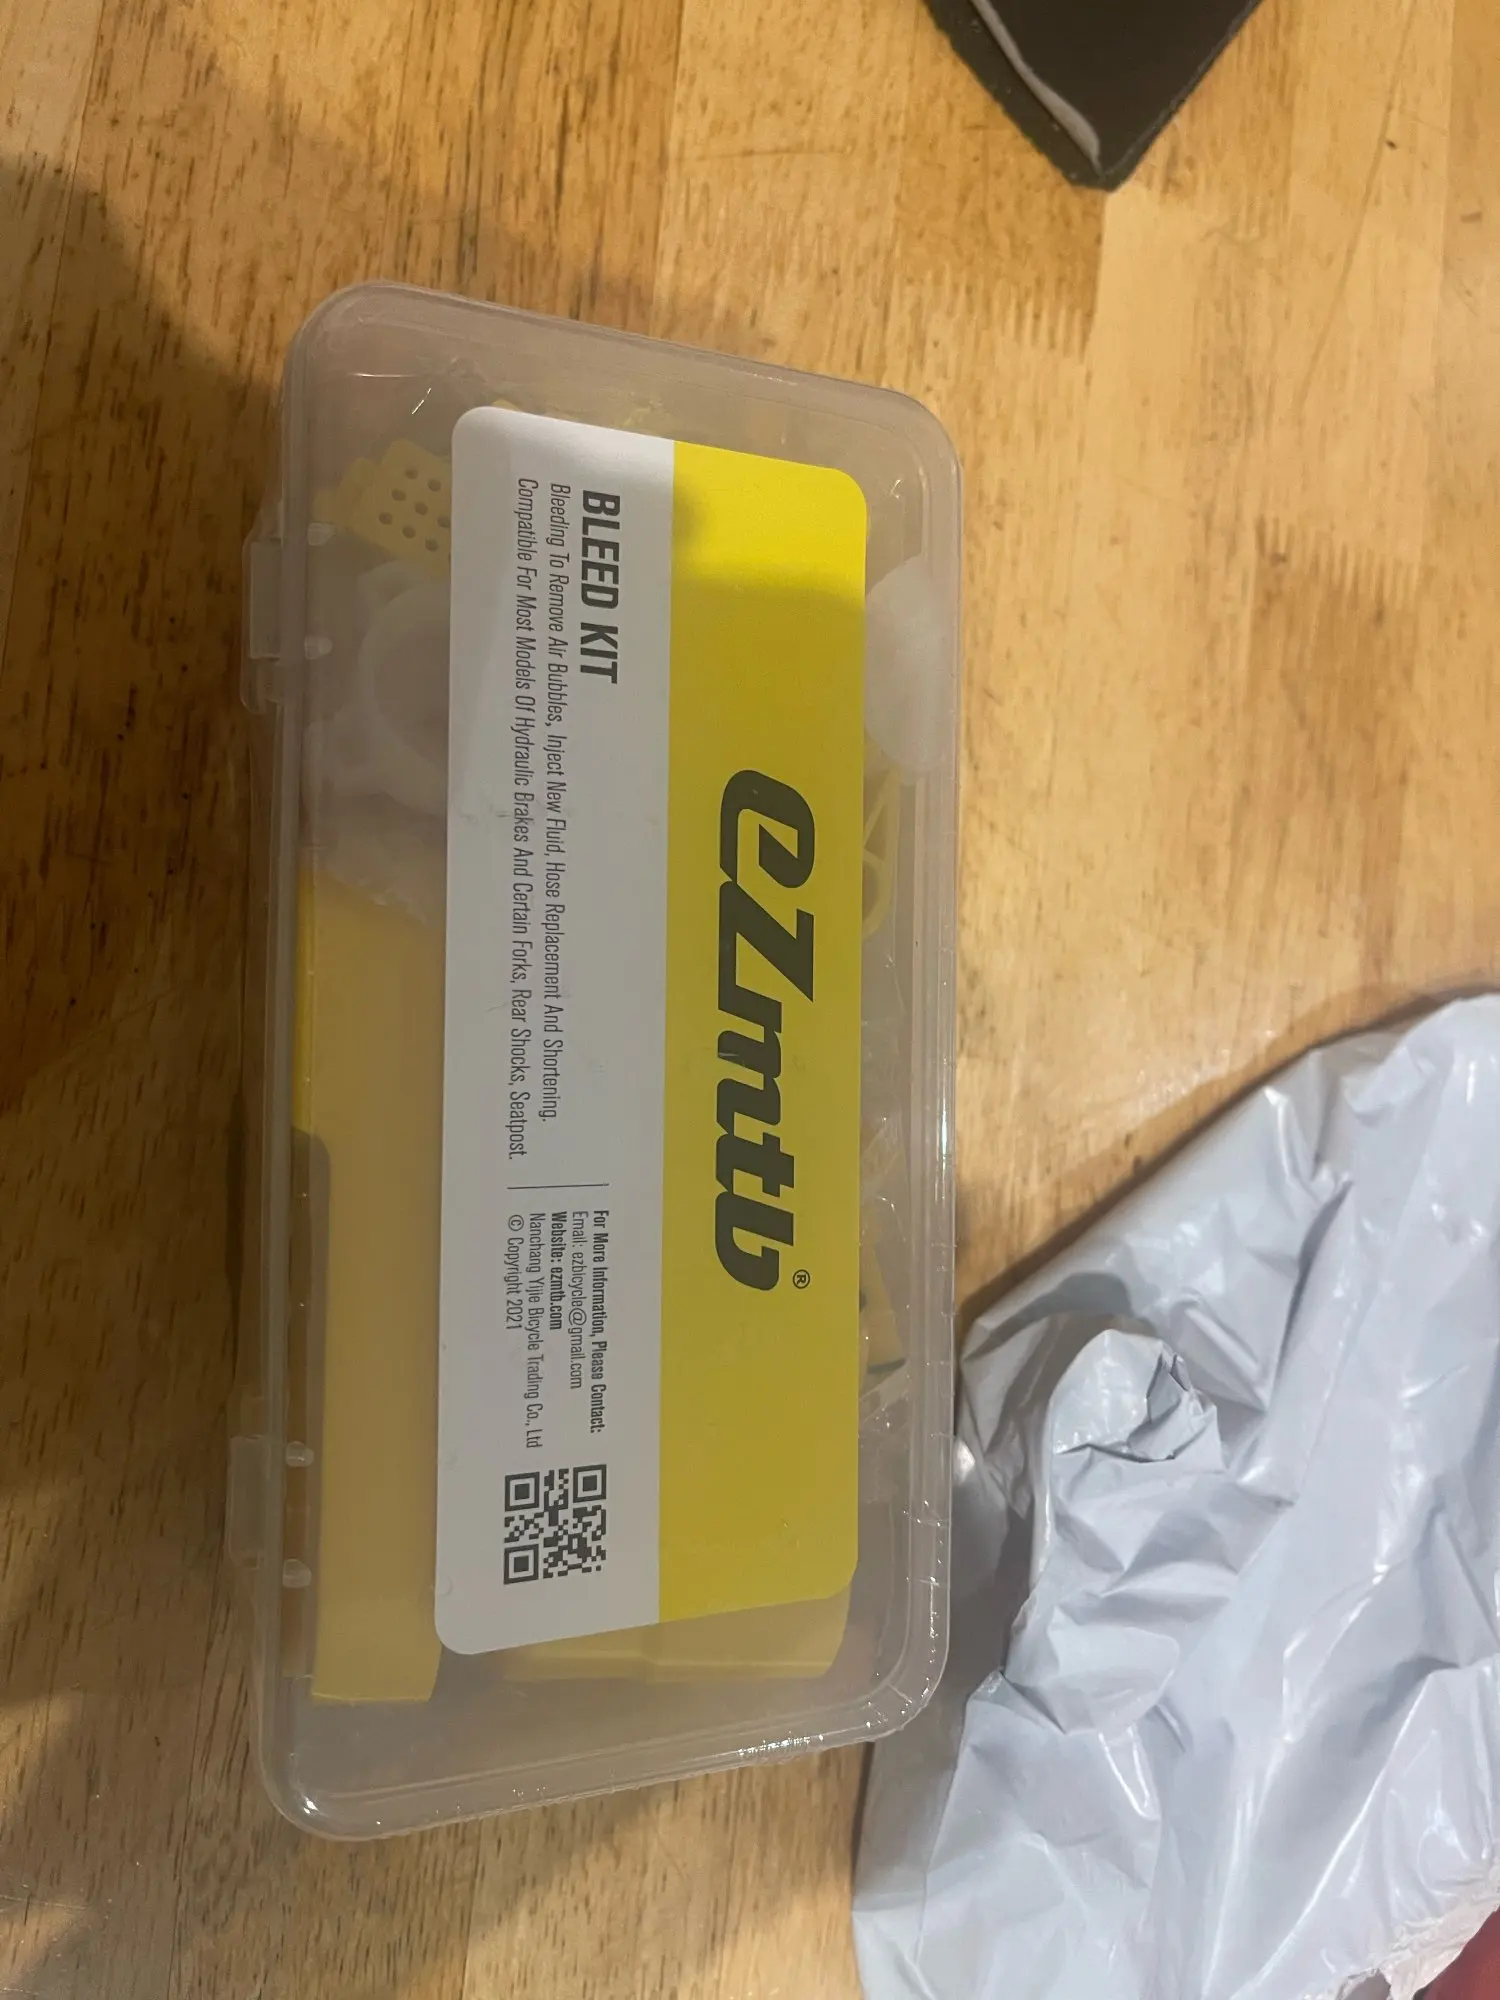 ezmtb®
BLEED KIT
Bleeding To Remove Air Bubbles, Inject New Fluid, Hose Replacement And Shortening.
Compatible For Most Models Of Hydraulic Brakes And Certain Forks, Rear Shocks, Seatpost.
For More Information, Please Contact:
Email: ezbicycle@gmail.com
Website: ezmtb.com
Nanchang Yijie Bicycle Trading Co., Ltd
© Copyright 2021